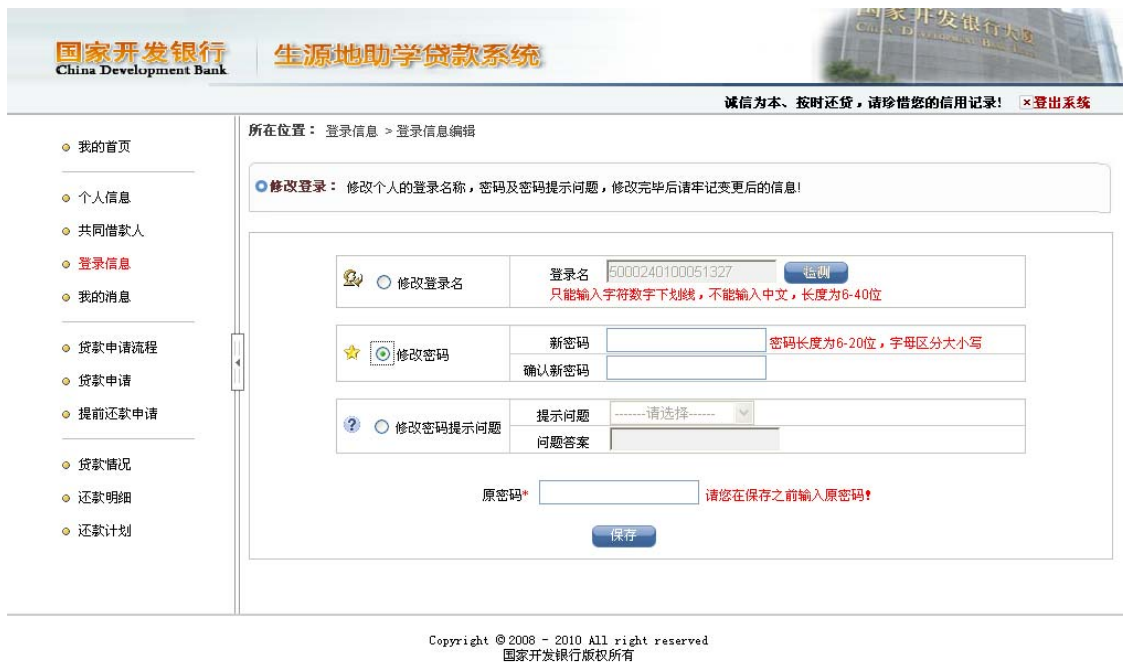 国家开发银行
China Development Bank
生源地助学贷款系统
国家开发银行大厦
诚信为本、按时还贷，请珍惜您的信用记录！ 登出系统
所在位置： 登录信息 > 登录信息编辑
我的首页
个人信息
共同借款人
登录信息
我的消息
贷款申请流程
贷款申请
提前还款申请
贷款情况
还款明细
还款计划
修改登录： 修改个人的登录名称，密码及密码提示问题，修改完毕后请牢记变更后的信息!
修改登录名 登录名 5000240100051327 检测
只能输入字符数字下划线，不能输入中文，长度为6-40位
修改密码 新密码 密码长度为6-20位，字母区分大小写
确认新密码
修改密码提示问题 提示问题 -------请选择------
问题答案
原密码* 请您在保存之前输入原密码!
保存
Copyright © 2008 - 2010 All right reserved
国家开发银行版权所有